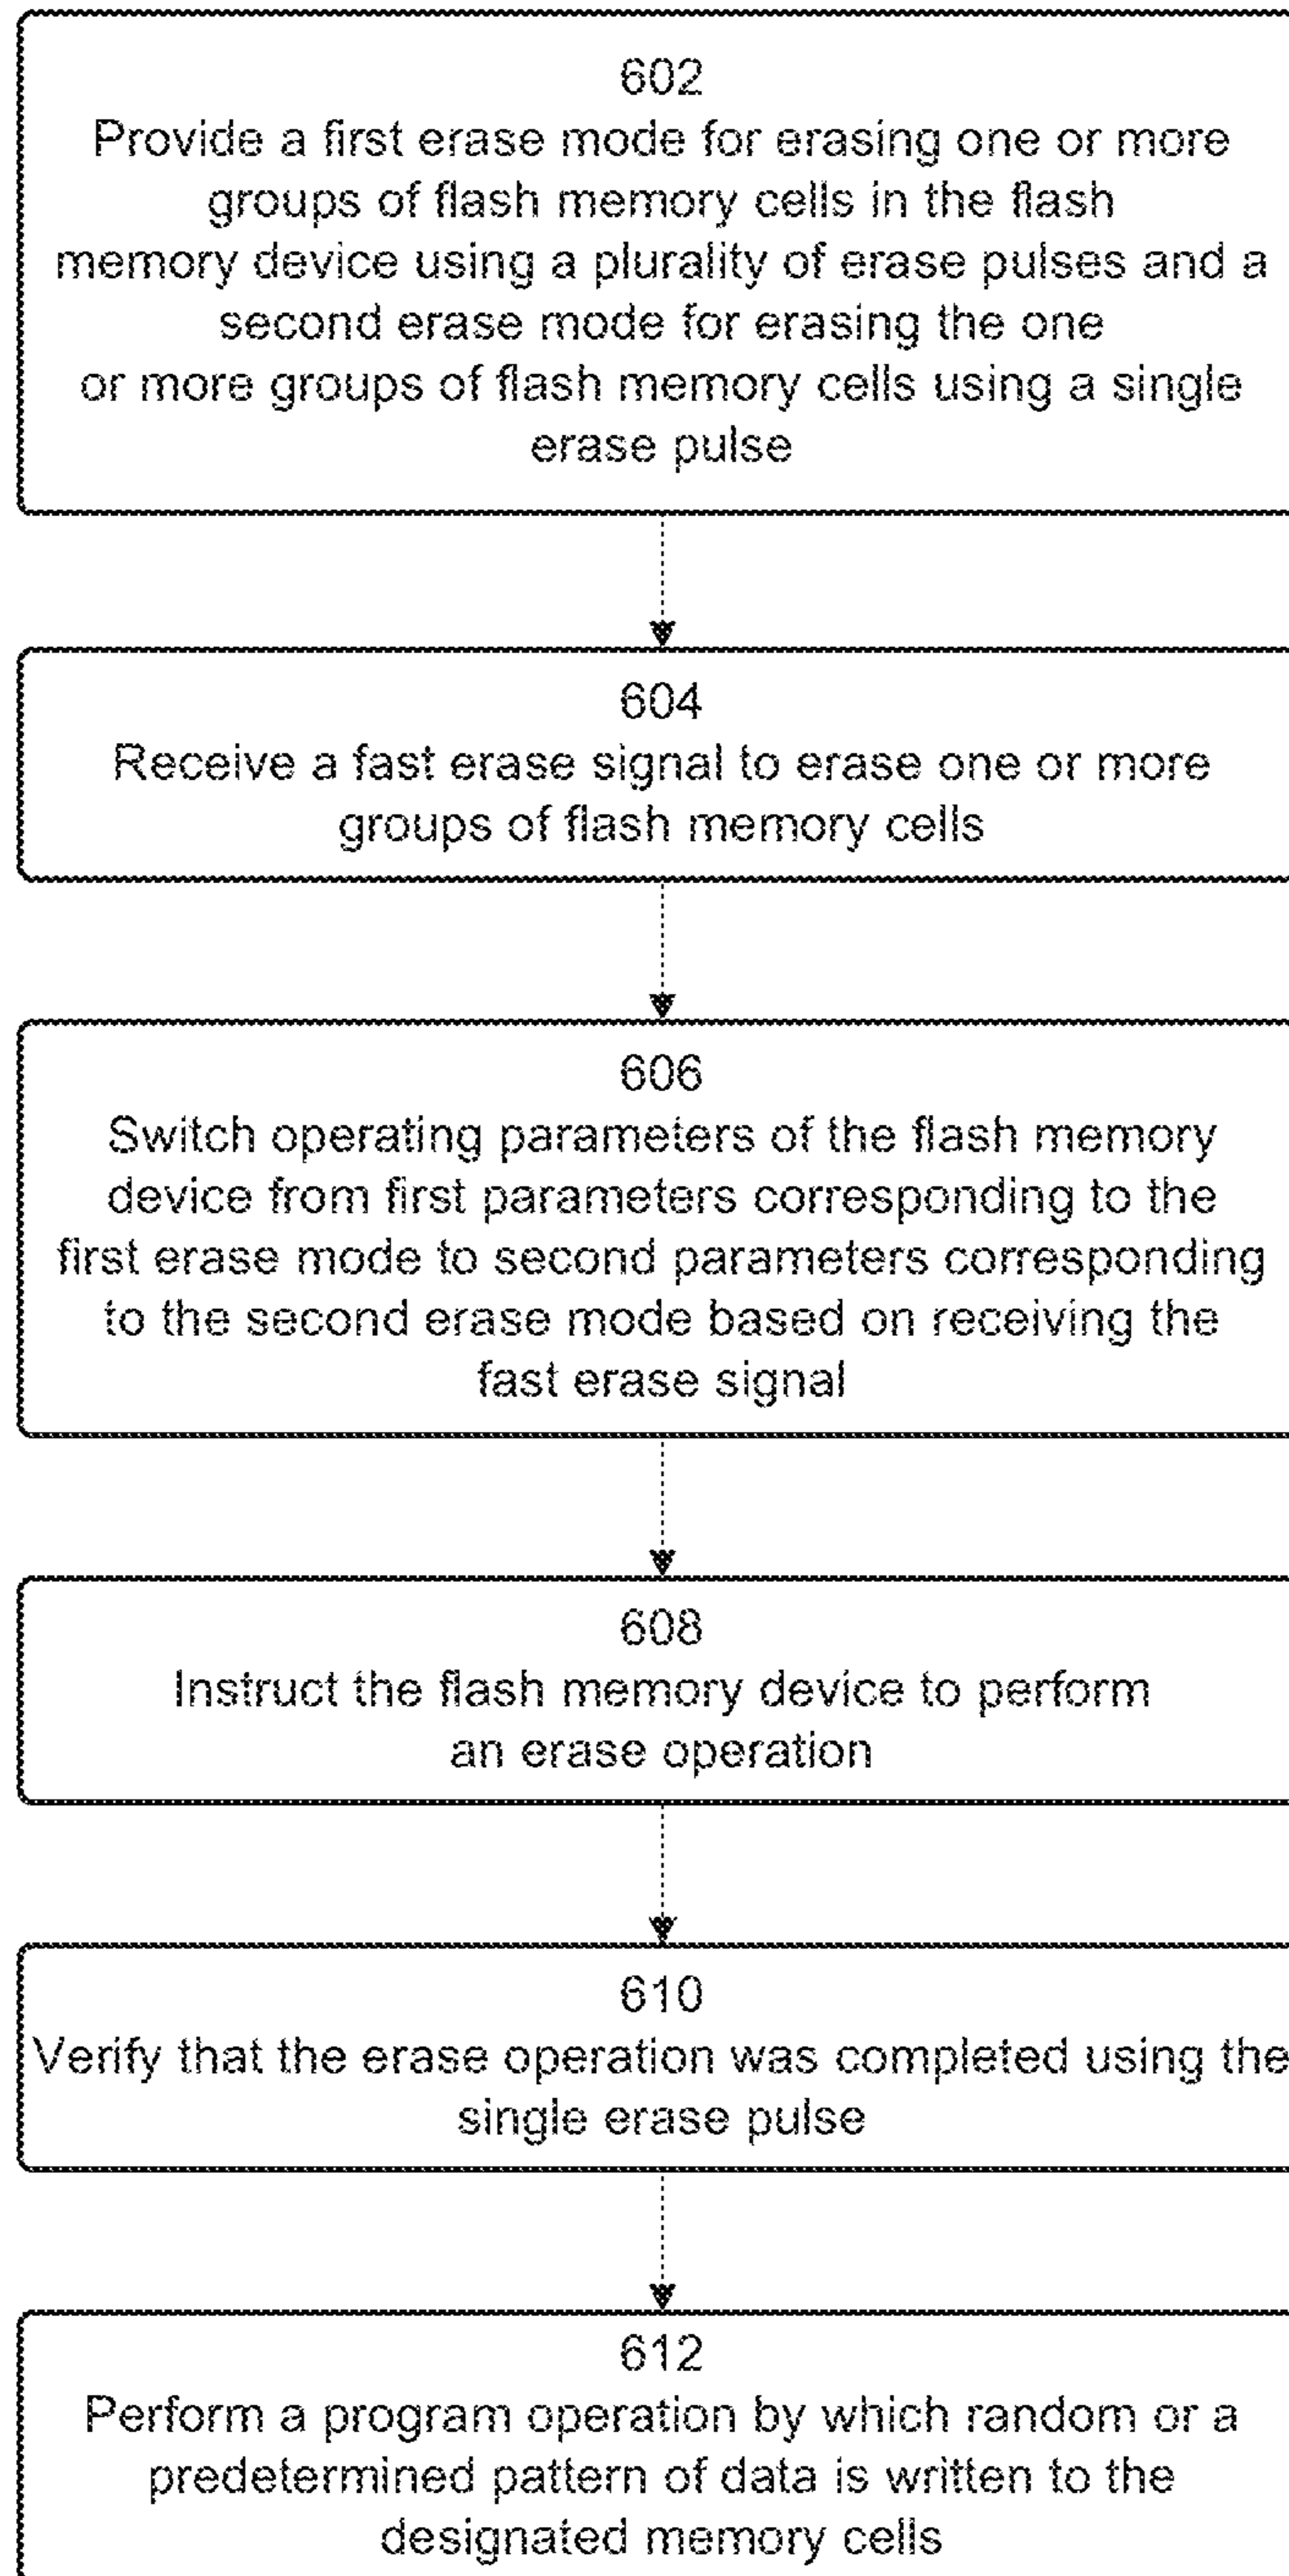 602
Provide a first erase mode for erasing one or more
groups of flash memory cells in the flash
memory device using a plurality of erase pulses and a
second erase mode for erasing the one
or more groups of flash memory cells using a single
erase pulse
604
Receive a fast erase signal to erase one or more
groups of flash memory cells
606
Switch operating parameters of the flash memory
device from first parameters corresponding to the
first erase mode to second parameters corresponding
to the second erase mode based on receiving the
fast erase signal
608
Instruct the flash memory device to perform
an erase operation
610
Verify that the erase operation was completed using the
single erase pulse
612
Perform a program operation by which random or a
predetermined pattern of data is written to the
designated memory cells